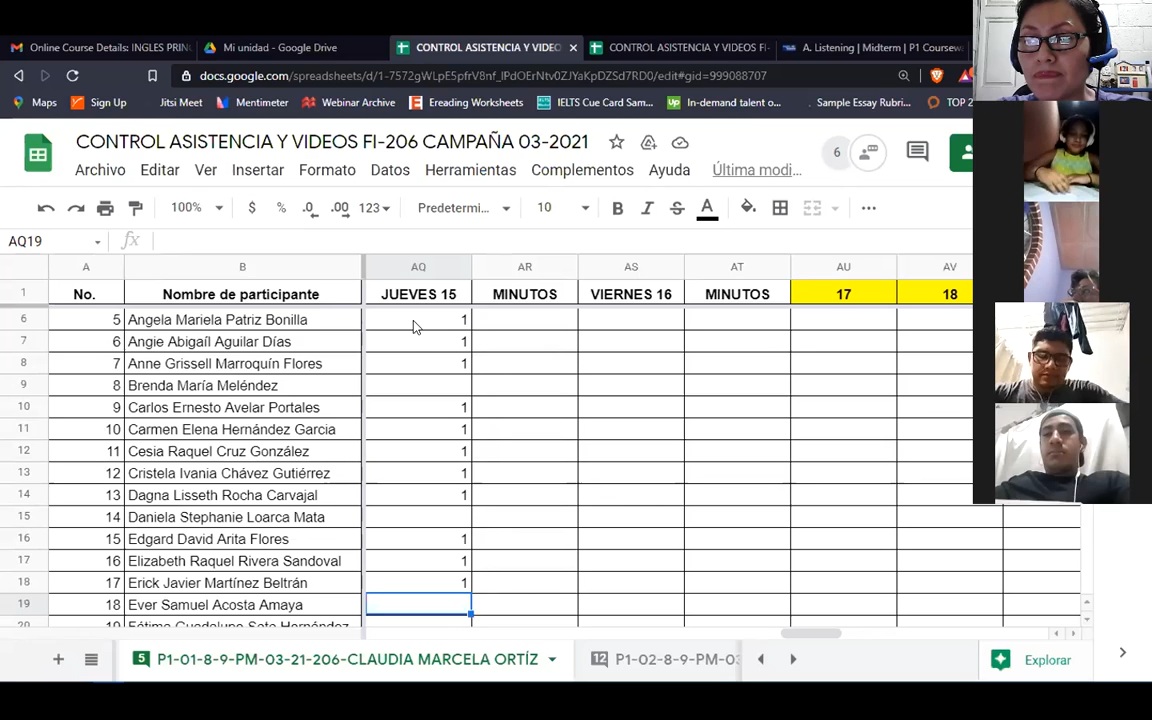 Online Course Details: INGLES PRIN
Mi unidad - Google Drive
CONTROL ASISTENCIA Y VIDEO
CONTROL ASISTENCIA Y VIDEOS FI-
A. Listening | Midterm | P1 Coursew
docs.google.com/spreadsheets/d/1-7572gWLpE5pfrV8nf_lPdOErNtv0ZJYaKpDZSd7RD0/edit#gid=999088707
Maps
Sign Up
Jitsi Meet
Mentimeter
Webinar Archive
Ereading Worksheets
IELTS Cue Card Sam...
In-demand talent o...
Sample Essay Rubri...
TOP 2
CONTROL ASISTENCIA Y VIDEOS FI-206 CAMPAÑA 03-2021
6
Archivo Editar Ver Insertar Formato Datos Herramientas Complementos Ayuda Última modi...
100% $ % .0 .00 123 Predetermi... 10 B I S A
AQ19 fx
A B AQ AR AS AT AU AV
1 No. Nombre de participante JUEVES 15 MINUTOS VIERNES 16 MINUTOS 17 18
6 5 Angela Mariela Patriz Bonilla 1
7 6 Angie Abigaíl Aguilar Días 1
8 7 Anne Grissell Marroquín Flores 1
9 8 Brenda María Meléndez
10 9 Carlos Ernesto Avelar Portales 1
11 10 Carmen Elena Hernández Garcia 1
12 11 Cesia Raquel Cruz González 1
13 12 Cristela Ivania Chávez Gutiérrez 1
14 13 Dagna Lisseth Rocha Carvajal 1
15 14 Daniela Stephanie Loarca Mata
16 15 Edgard David Arita Flores 1
17 16 Elizabeth Raquel Rivera Sandoval 1
18 17 Erick Javier Martínez Beltrán 1
19 18 Ever Samuel Acosta Amaya
20 19 Fátima Guadalupe Soto Hernández
5 P1-01-8-9-PM-03-21-206-CLAUDIA MARCELA ORTÍZ
12 P1-02-8-9-PM-03
Explorar